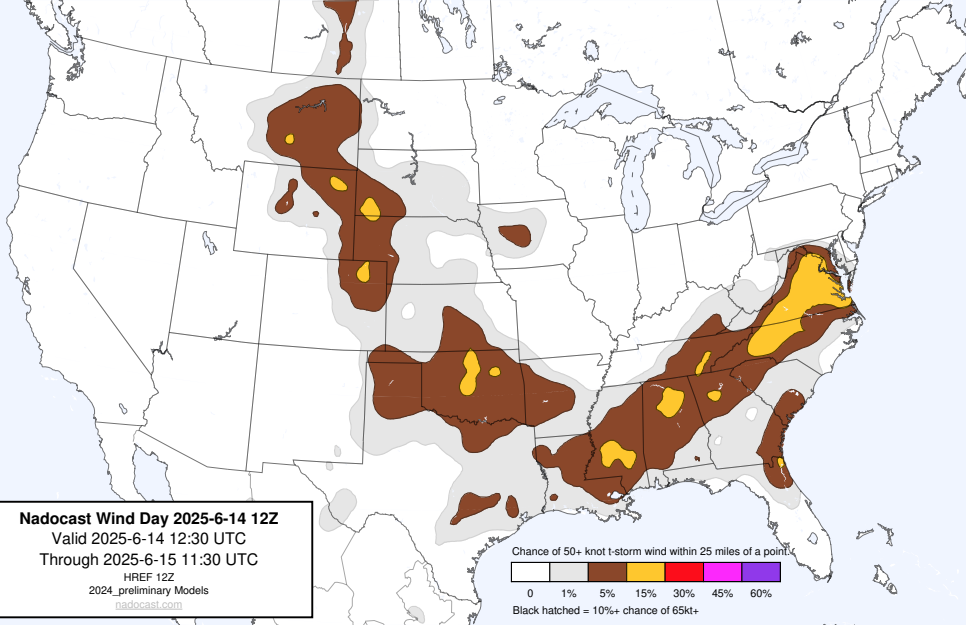 Nadocast Wind Day 2025-6-14 12Z
Valid 2025-6-14 12:30 UTC
Through 2025-6-15 11:30 UTC
HREF 12Z
2024_preliminary Models
nadocast.com
Chance of 50+ knot t-storm wind within 25 miles of a point.
0 1% 5% 15% 30% 45% 60%
Black hatched = 10%+ chance of 65kt+